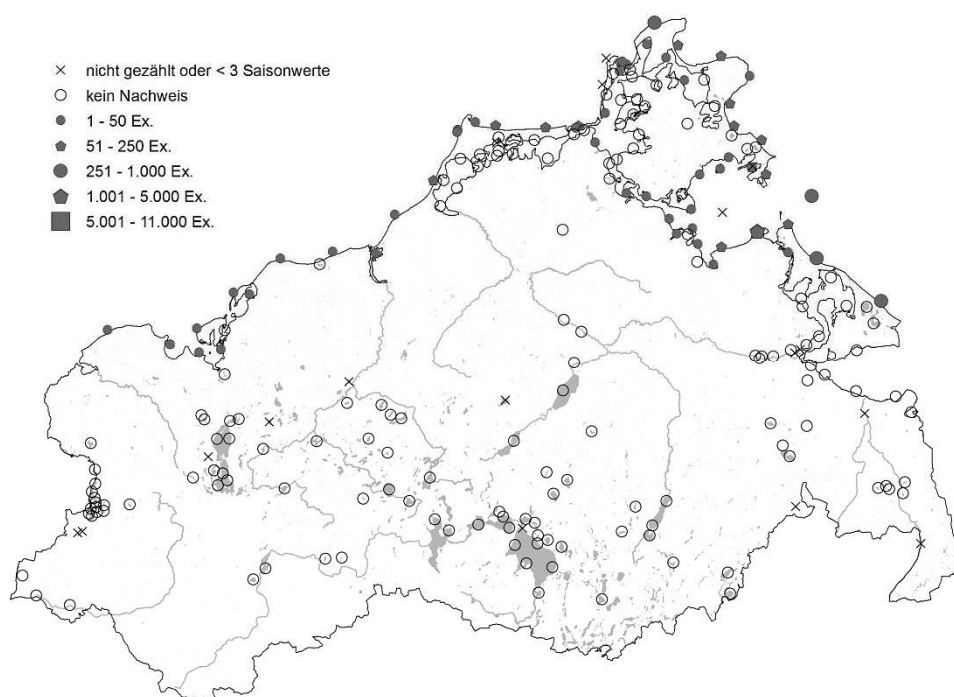 nicht gezählt oder < 3 Saisonwerte
kein Nachweis
1 - 50 Ex.
51 - 250 Ex.
251 - 1.000 Ex.
1.001 - 5.000 Ex.
5.001 - 11.000 Ex.